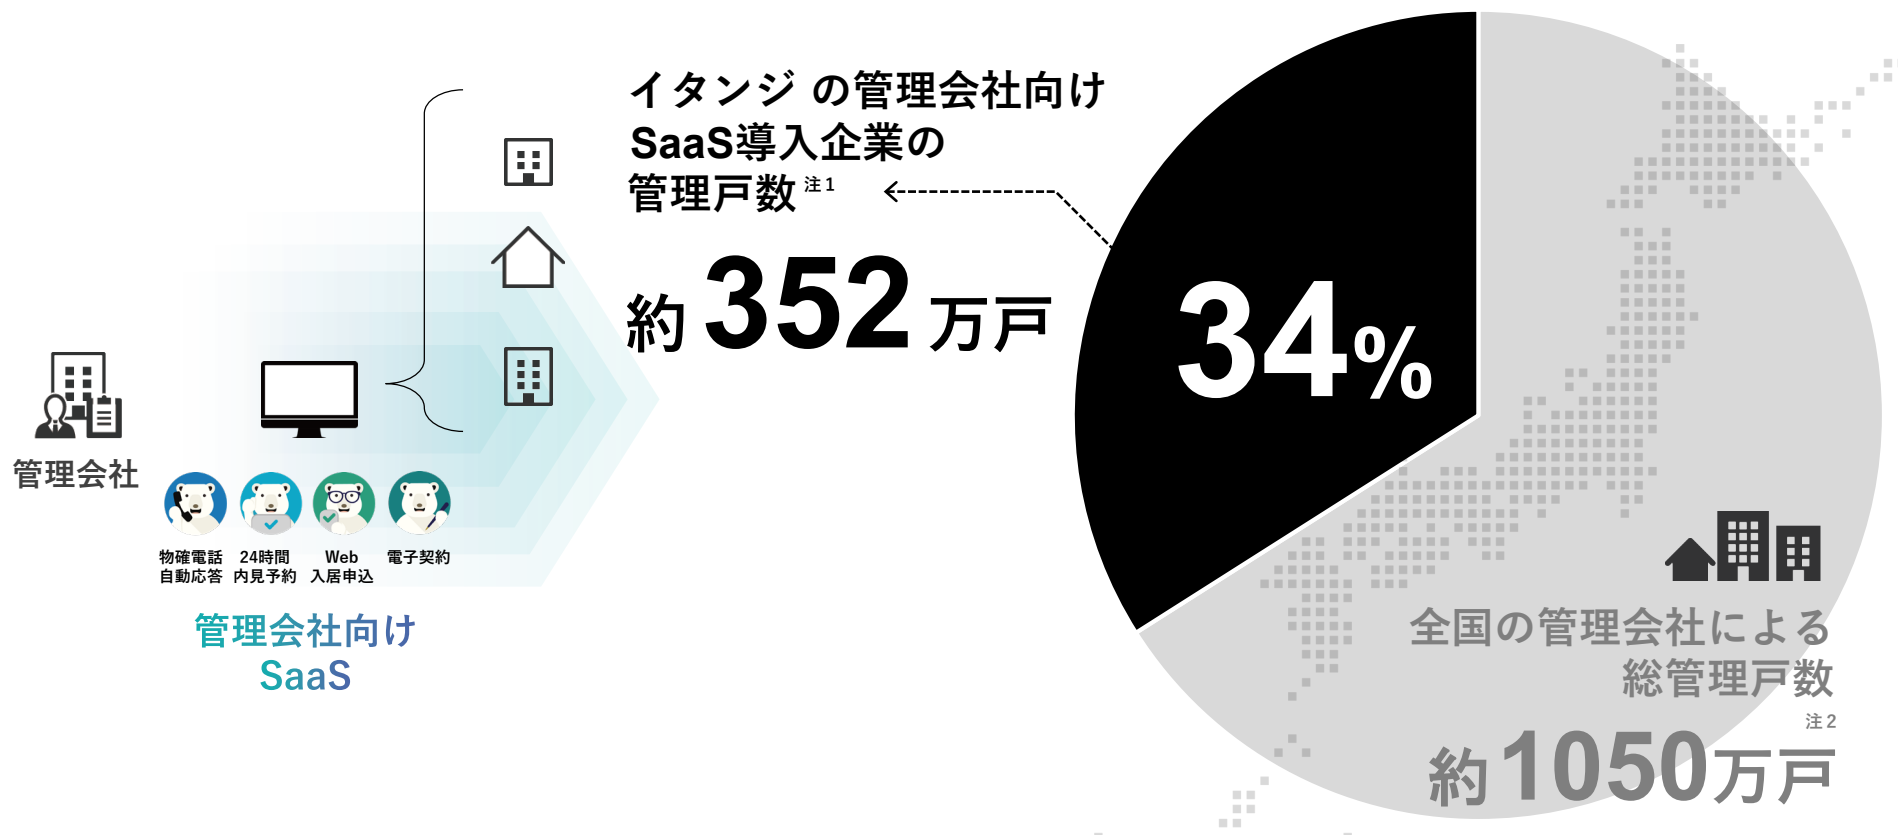 イタンジ の管理会社向け
SaaS導入企業の
管理戸数 注1
約 352 万戸
34%
管理会社
物確電話
自動応答
24時間
内見予約
Web
入居申込
電子契約
管理会社向け
SaaS
全国の管理会社による
総管理戸数
注2
約1050万戸